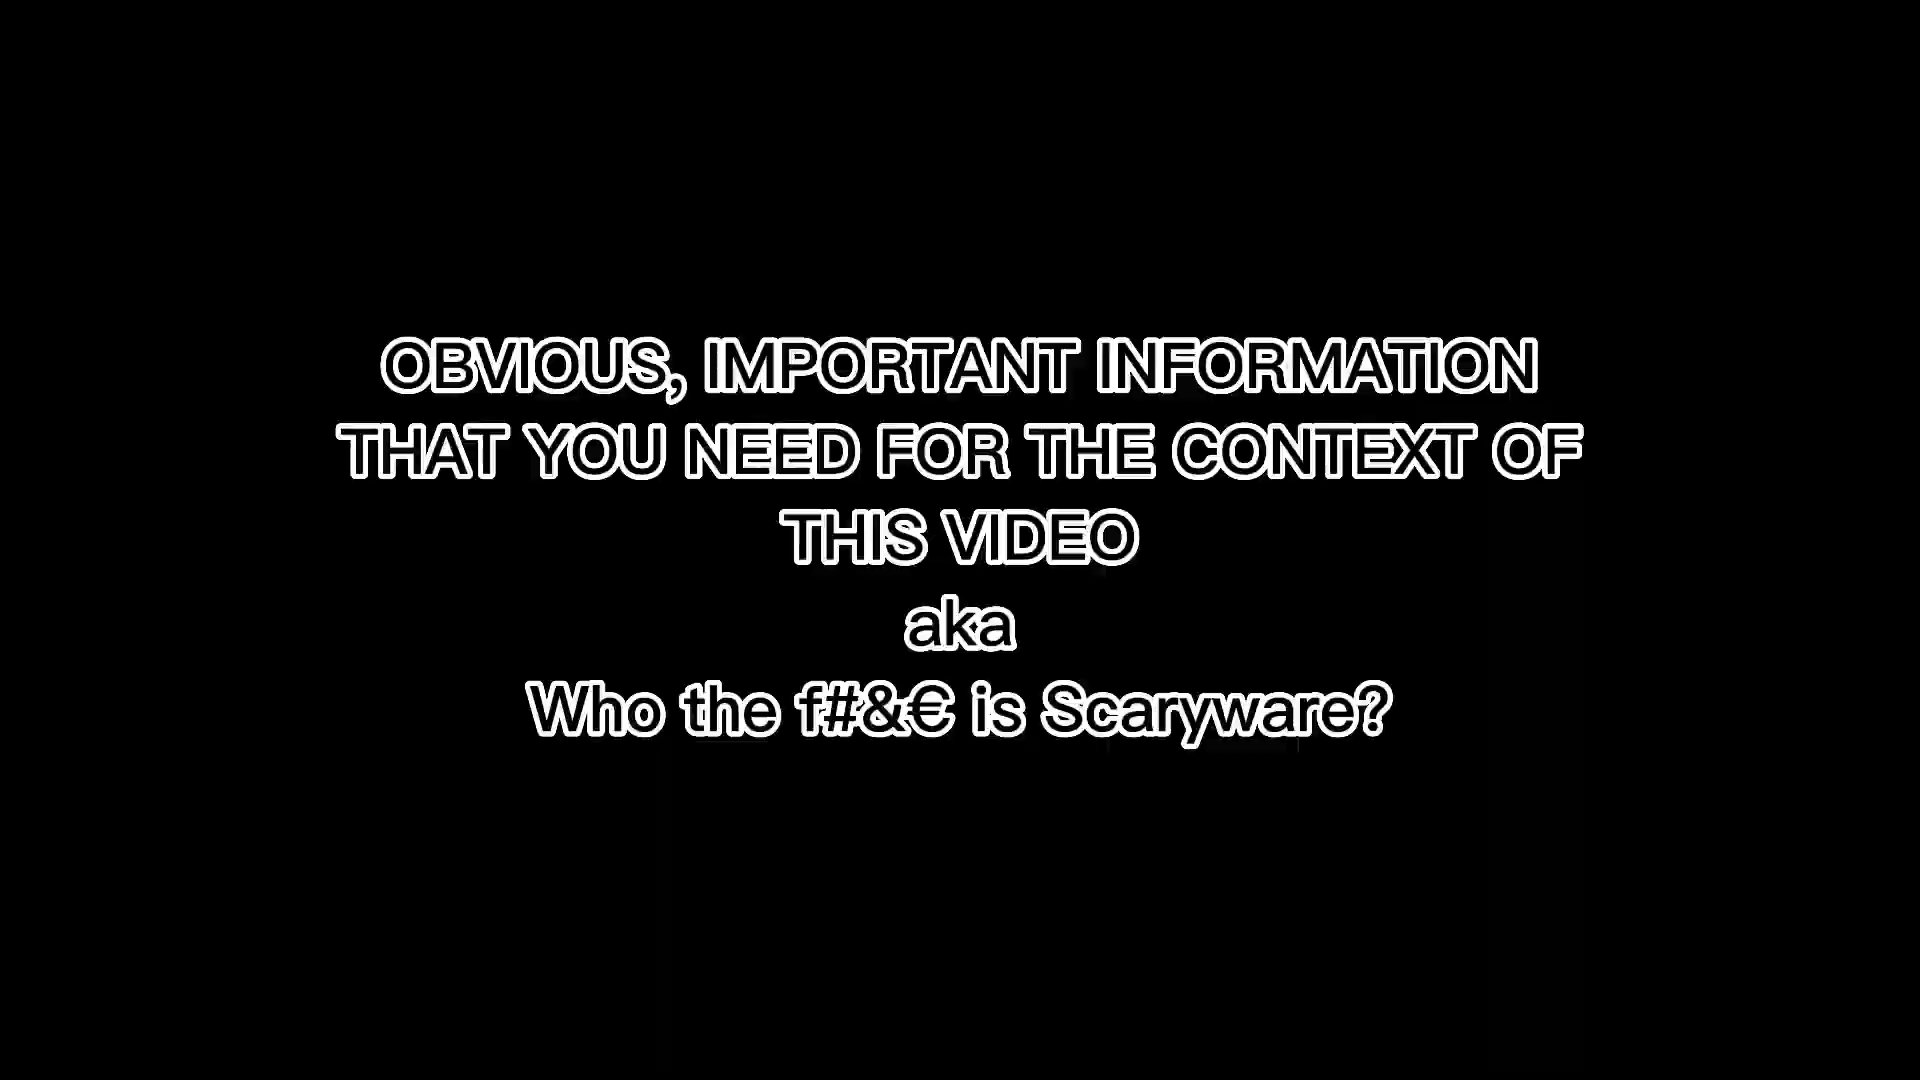 OBVIOUS, IMPORTANT INFORMATION
THAT YOU NEED FOR THE CONTEXT OF
THIS VIDEO
aka
Who the f#&€ is Scaryware?